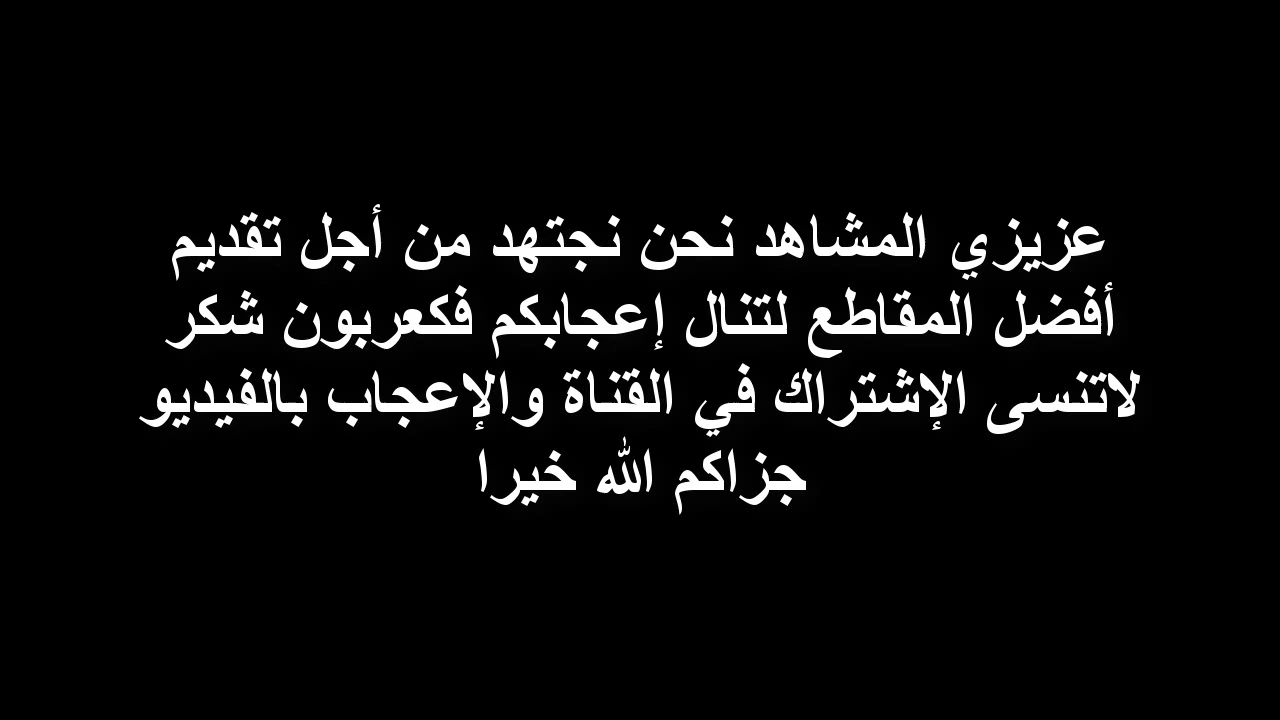 عزيزي المشاهد نحن نجتهد من أجل تقديم
أفضل المقاطع لتنال إعجابكم فكعربون شكر
لاتنسى الإشتراك في القناة والإعجاب بالفيديو
جزاكم الله خيرا